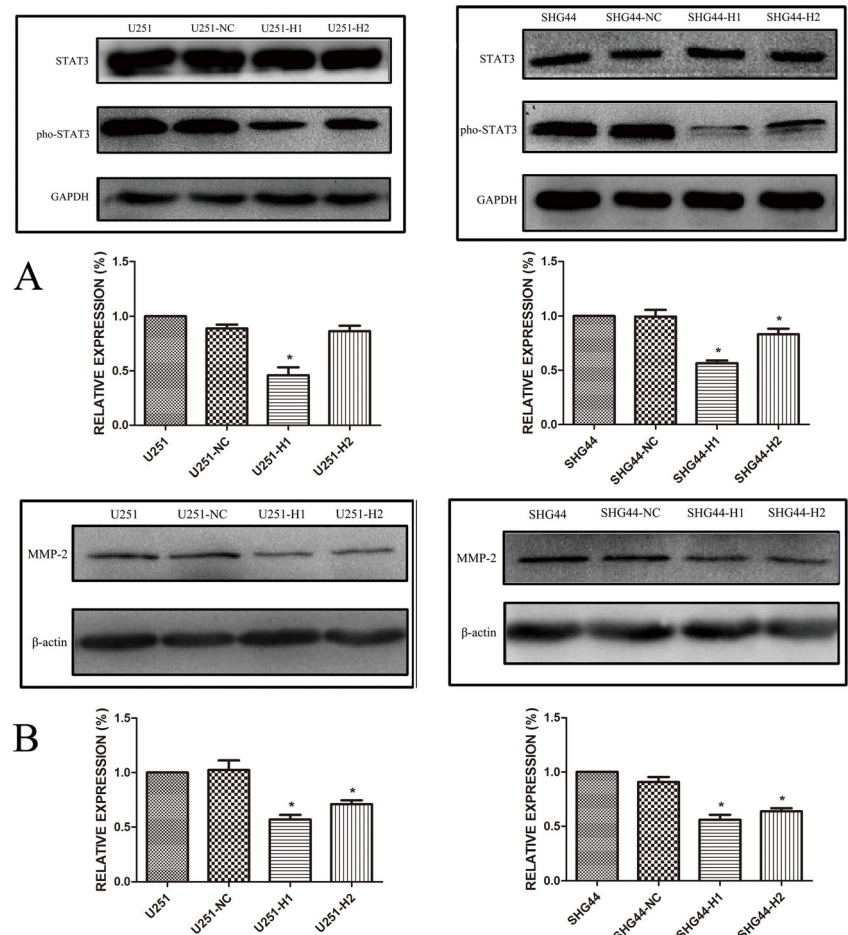 U251 U251-NC U251-H1 U251-H2
STAT3
pho-STAT3
GAPDH
SHG44 SHG44-NC SHG44-H1 SHG44-H2
STAT3
pho-STAT3
GAPDH
A
RELATIVE EXPRESSION (%)
1.5
1.0
0.5
0.0
*
U251 U251-NC U251-H1 U251-H2
RELATIVE EXPRESSION (%)
1.5
1.0
0.5
0.0
* *
SHG44 SHG44-NC SHG44-H1 SHG44-H2
U251 U251-NC U251-H1 U251-H2
MMP-2
β-actin
SHG44 SHG44-NC SHG44-H1 SHG44-H2
MMP-2
β-actin
B
RELATIVE EXPRESSION (%)
1.5
1.0
0.5
0.0
* *
U251 U251-NC U251-H1 U251-H2
RELATIVE EXPRESSION (%)
1.5
1.0
0.5
0.0
* *
SHG44 SHG44-NC SHG44-H1 SHG44-H2